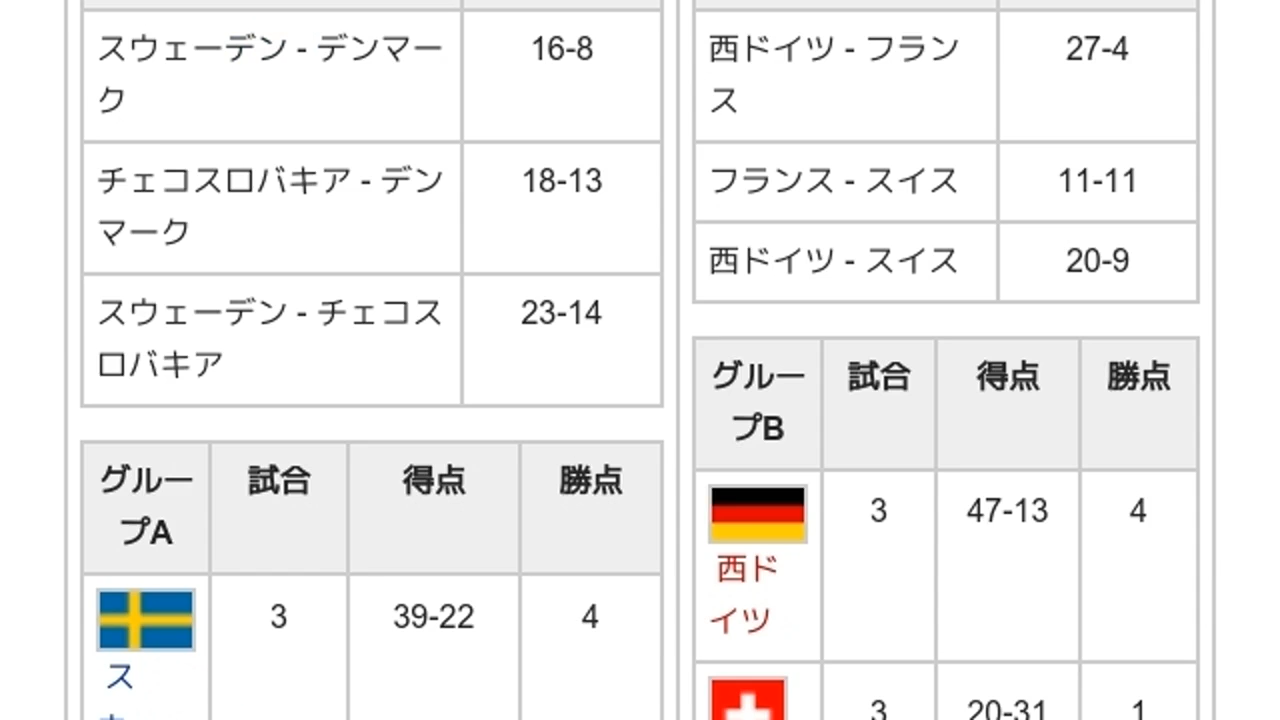 スウェーデン - デンマー
ク
16-8
チェコスロバキア - デン
マーク
18-13
スウェーデン - チェコス
ロバキア
23-14
グルー
プA
試合
得点
勝点
3
39-22
4
ス
西ドイツ - フラン
ス
27-4
フランス - スイス
11-11
西ドイツ - スイス
20-9
グルー
プB
試合
得点
勝点
3
47-13
4
西ド
イツ
3
20-31
1